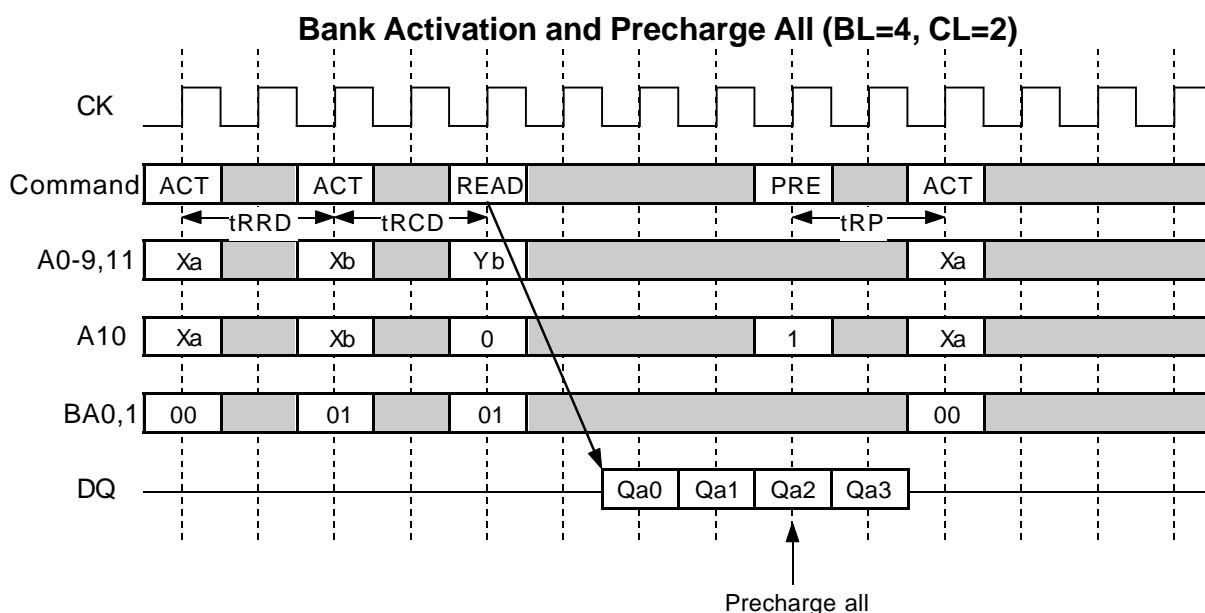 Bank Activation and Precharge All (BL=4, CL=2)
CK
Command ACT ACT READ PRE ACT
tRRD tRCD tRP
A0-9,11 Xa Xb Yb Xa
A10 Xa Xb 0 1 Xa
BA0,1 00 01 01 00
DQ Qa0 Qa1 Qa2 Qa3
Precharge all